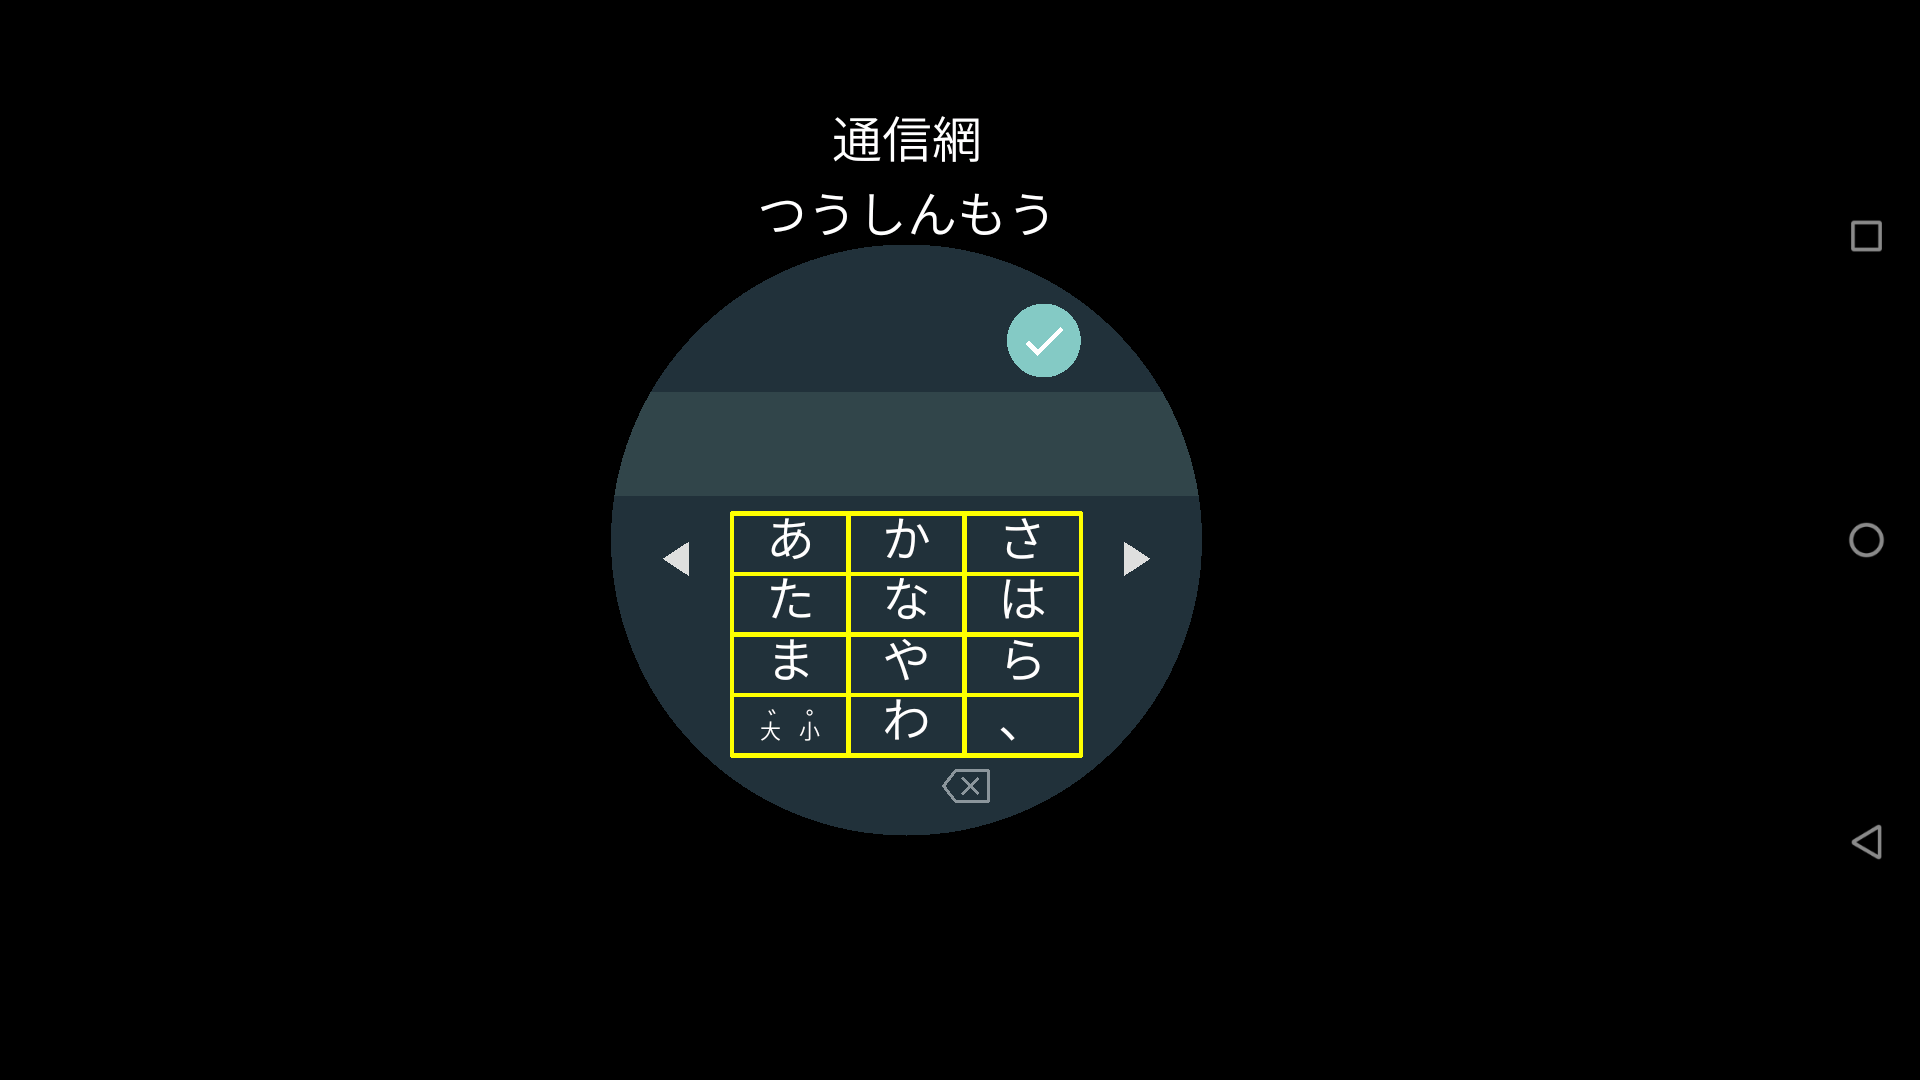 通信網
つうしんもう
あ か さ
た な は
ま や ら
゛大 ゜小 わ 、